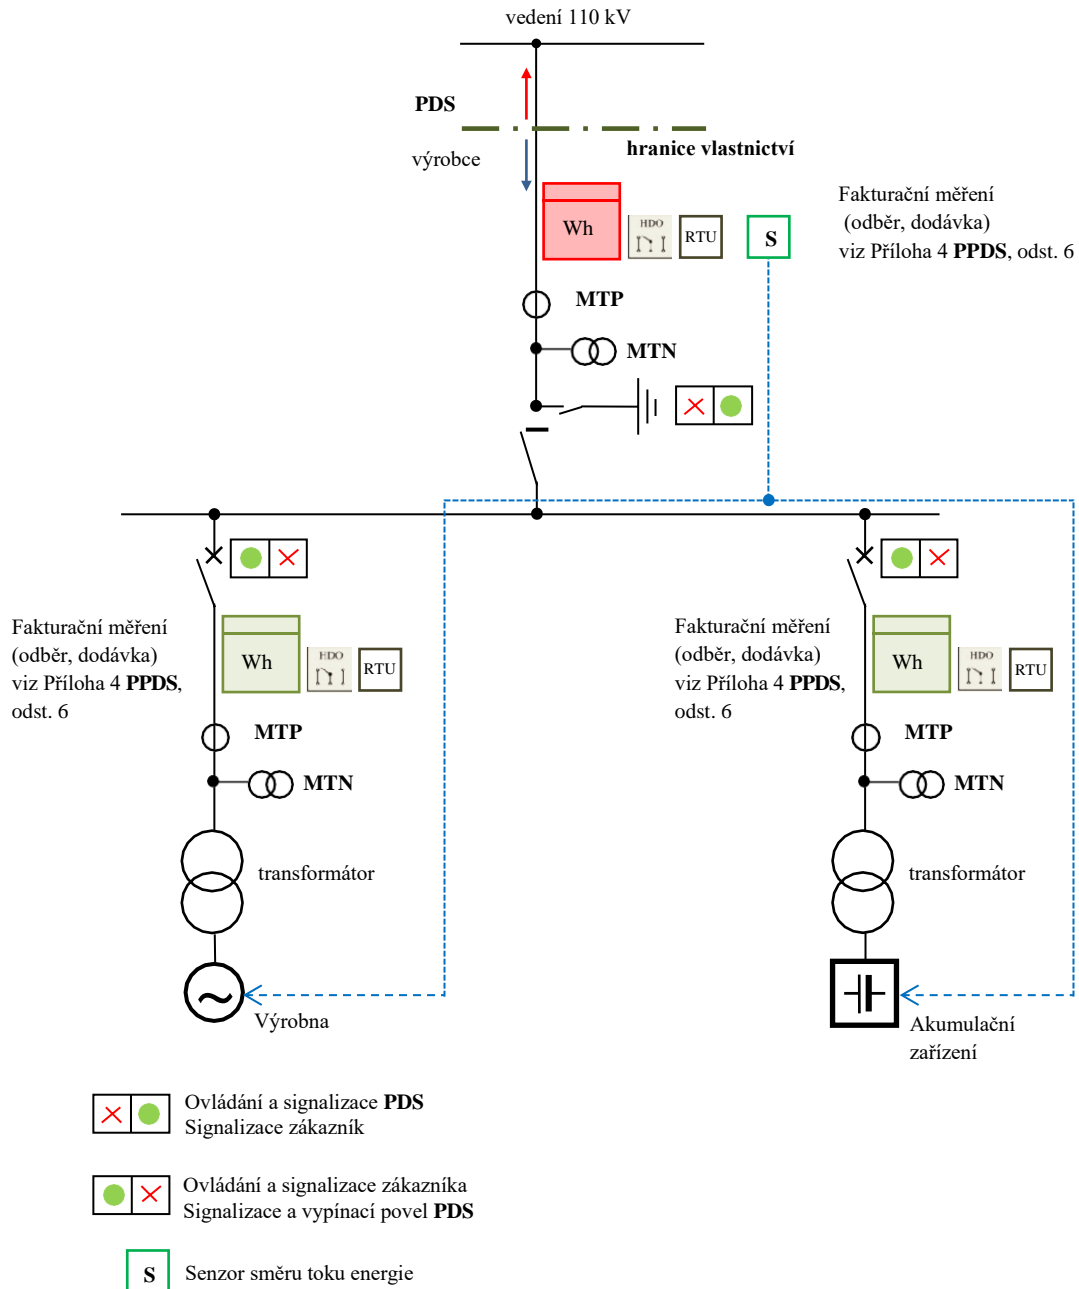 vedení 110 kV
PDS
výrobce
hranice vlastnictví
Wh
HDO
RTU
S
Fakturační měření
(odběr, dodávka)
viz Příloha 4 PPDS, odst. 6
MTP
MTN
Fakturační měření
(odběr, dodávka)
viz Příloha 4 PPDS,
odst. 6
Wh
HDO
RTU
MTP
MTN
transformátor
Výrobna
Fakturační měření
(odběr, dodávka)
viz Příloha 4 PPDS,
odst. 6
Wh
HDO
RTU
MTP
MTN
transformátor
Akumulační
zařízení
Ovládání a signalizace PDS
Signalizace zákazník
Ovládání a signalizace zákazníka
Signalizace a vypínací povel PDS
S
Senzor směru toku energie